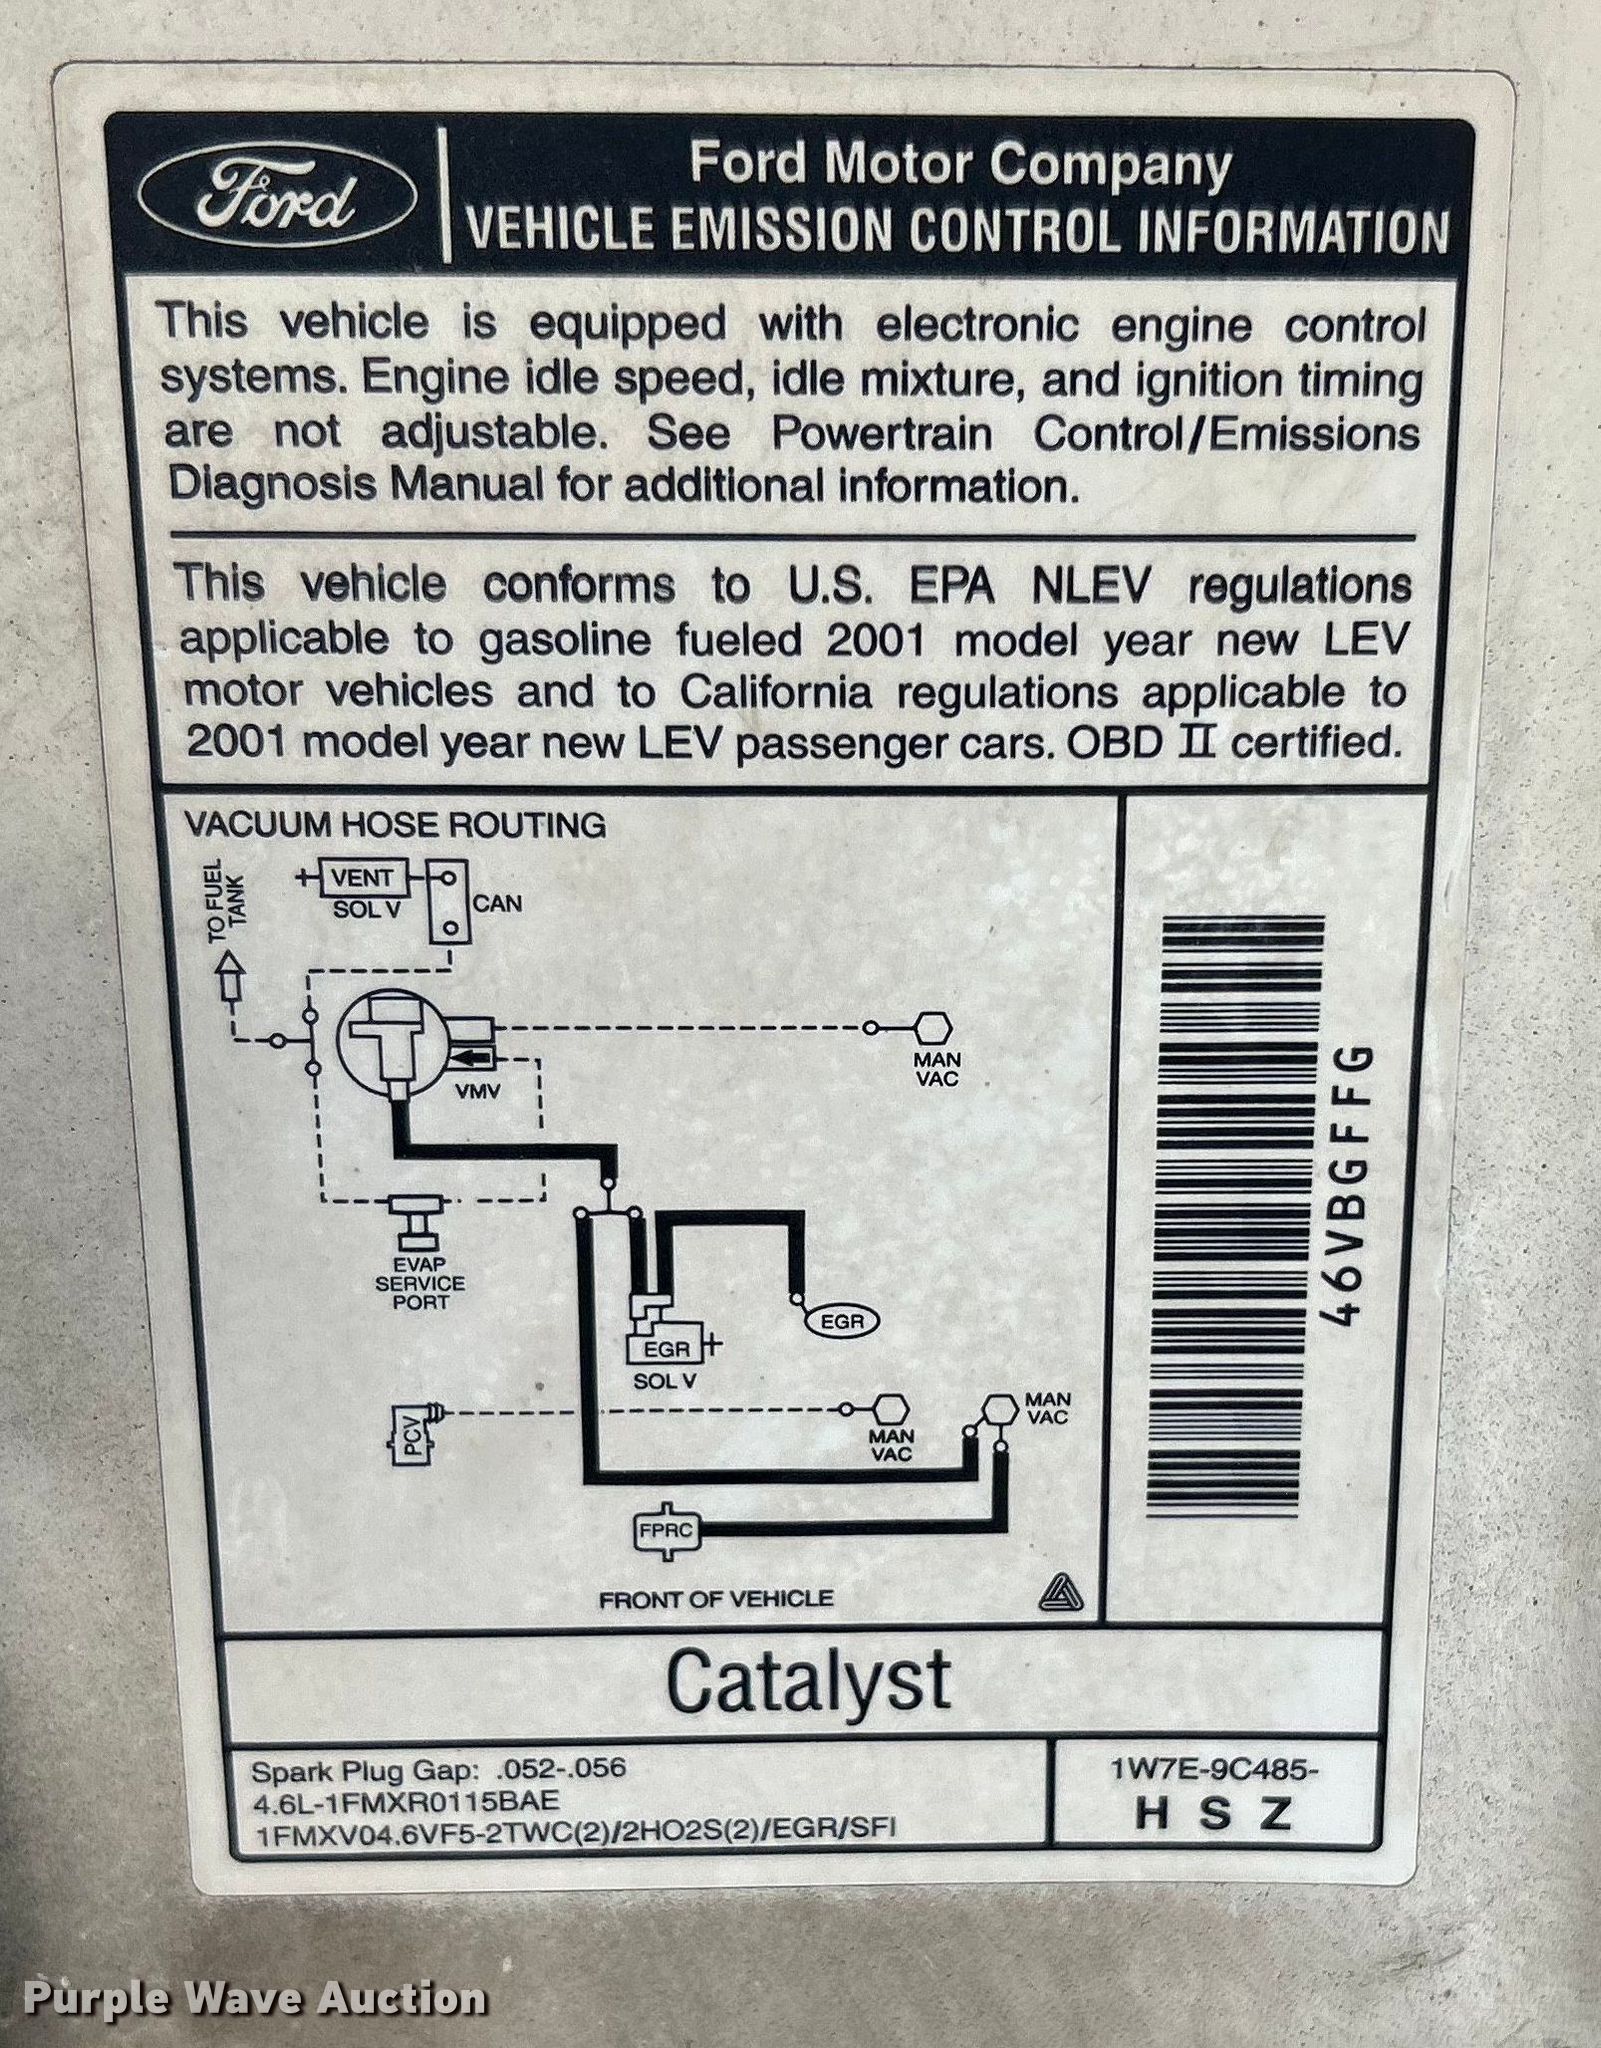 Ford
Ford Motor Company
VEHICLE EMISSION CONTROL INFORMATION
This vehicle is equipped with electronic engine control
systems. Engine idle speed, idle mixture, and ignition timing
are not adjustable. See Powertrain Control/Emissions
Diagnosis Manual for additional information.
This vehicle conforms to U.S. EPA NLEV regulations
applicable to gasoline fueled 2001 model year new LEV
motor vehicles and to California regulations applicable to
2001 model year new LEV passenger cars. OBD II certified.
VACUUM HOSE ROUTING
TO FUEL
TANK
VENT
SOL V
CAN
MAN
VAC
VMV
EVAP
SERVICE
PORT
EGR
EGR
SOL V
PCV
MAN
VAC
MAN
VAC
FPRC
FRONT OF VEHICLE
46VBGFFG
Catalyst
Spark Plug Gap: .052-.056
4.6L-1FMXR0115BAE
1FMXV04.6VF5-2TWC(2)/2HO2S(2)/EGR/SFI
1W7E-9C485-
H S Z
Purple Wave Auction